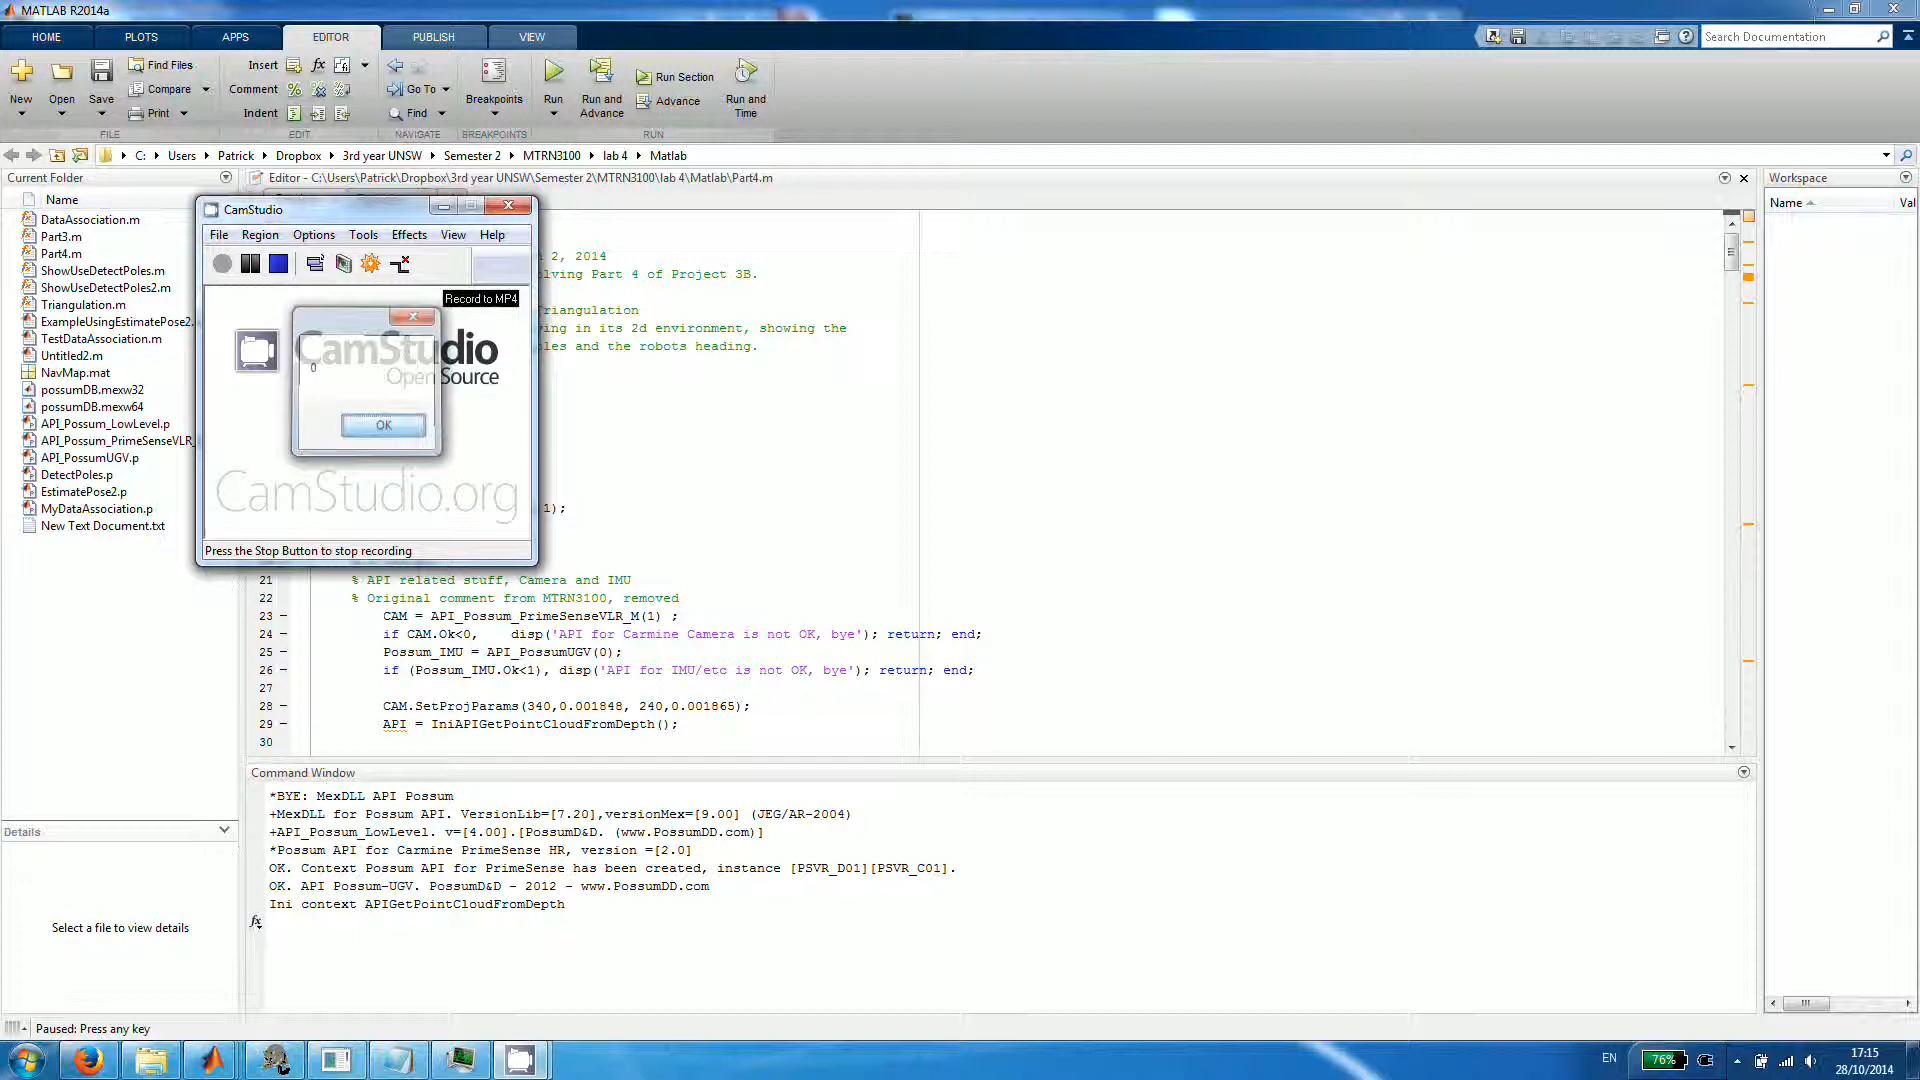 MATLAB R2014a
HOME PLOTS APPS EDITOR PUBLISH VIEW
Search Documentation
New Open Save Find Files Compare Print
Insert fx
Comment
Indent
Go To
Find
Breakpoints
Run Run and Advance Run Section Advance Run and Time
FILE EDIT NAVIGATE BREAKPOINTS RUN
C: Users Patrick Dropbox 3rd year UNSW Semester 2 MTRN3100 lab 4 Matlab
Current Folder
Name
DataAssociation.m
Part3.m
Part4.m
ShowUseDetectPoles.m
ShowUseDetectPoles2.m
Triangulation.m
ExampleUsingEstimatePose2.
TestDataAssociation.m
Untitled2.m
NavMap.mat
possumDB.mexw32
possumDB.mexw64
API_Possum_LowLevel.p
API_Possum_PrimeSenseVLR_
API_PossumUGV.p
DetectPoles.p
EstimatePose2.p
MyDataAssociation.p
New Text Document.txt
Details
Select a file to view details
Editor - C:\Users\Patrick\Dropbox\3rd year UNSW\Semester 2\MTRN3100\lab 4\Matlab\Part4.m
2, 2014
lving Part 4 of Project 3B.
riangulation
ing in its 2d environment, showing the
les and the robots heading.
1);
21 % API related stuff, Camera and IMU
22 % Original comment from MTRN3100, removed
23 - CAM = API_Possum_PrimeSenseVLR_M(1) ;
24 - if CAM.Ok<0, disp('API for Carmine Camera is not OK, bye'); return; end;
25 - Possum_IMU = API_PossumUGV(0);
26 - if (Possum_IMU.Ok<1), disp('API for IMU/etc is not OK, bye'); return; end;
27
28 - CAM.SetProjParams(340,0.001848, 240,0.001865);
29 - API = IniAPIGetPointCloudFromDepth();
30
CamStudio
File Region Options Tools Effects View Help
Record to MP4
CamStudio
Open Source
0
OK
CamStudio.org
Press the Stop Button to stop recording
Command Window
*BYE: MexDLL API Possum
+MexDLL for Possum API. VersionLib=[7.20],versionMex=[9.00] (JEG/AR-2004)
+API_Possum_LowLevel. v=[4.00].[PossumD&D. (www.PossumDD.com)]
*Possum API for Carmine PrimeSense HR, version =[2.0]
OK. Context Possum API for PrimeSense has been created, instance [PSVR_D01][PSVR_C01].
OK. API Possum-UGV. PossumD&D - 2012 - www.PossumDD.com
Ini context APIGetPointCloudFromDepth
fx
Workspace
Name Val
Paused: Press any key
EN 76% 17:15
28/10/2014